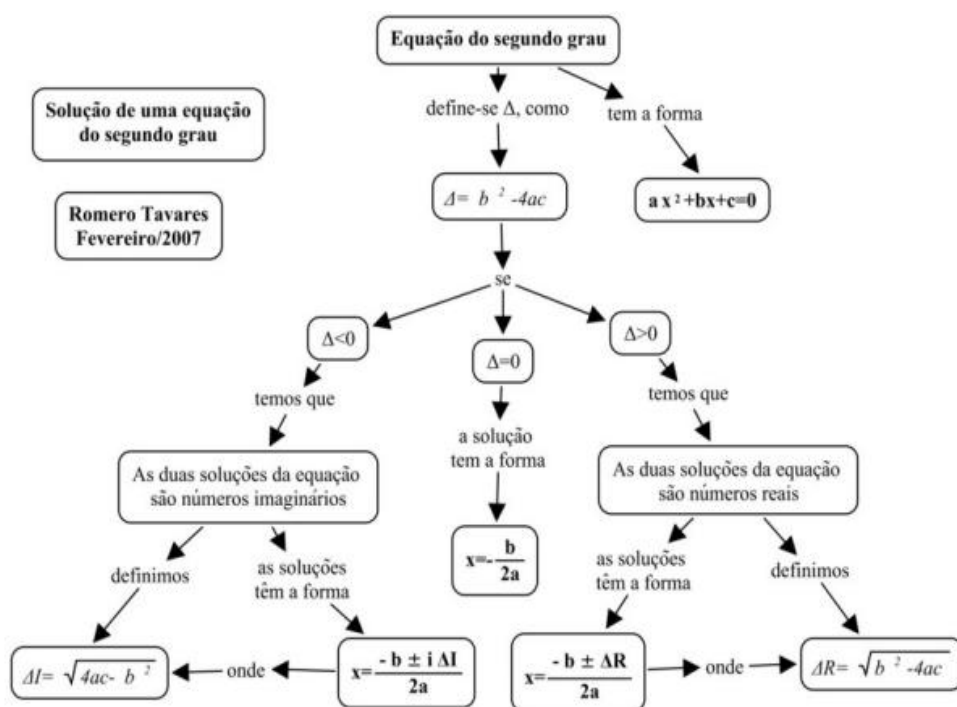 Equação do segundo grau
Solução de uma equação
do segundo grau
Romero Tavares
Fevereiro/2007
define-se Δ, como
tem a forma
Δ= b ² -4ac
a x ² +bx+c=0
se
Δ<0
Δ=0
Δ>0
temos que
a solução
tem a forma
temos que
As duas soluções da equação
são números imaginários
x=- b
2a
As duas soluções da equação
são números reais
definimos
as soluções
têm a forma
as soluções
têm a forma
definimos
ΔI= √4ac- b ²
onde
x= - b ± i ΔI
2a
x= - b ± ΔR
2a
onde
ΔR= √b ² -4ac